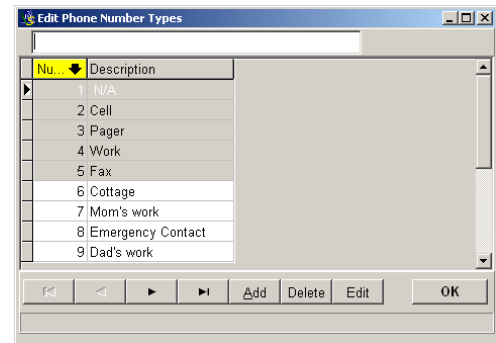 Edit Phone Number Types
Nu... Description
1 N/A
2 Cell
3 Pager
4 Work
5 Fax
6 Cottage
7 Mom's work
8 Emergency Contact
9 Dad's work
Add Delete Edit OK